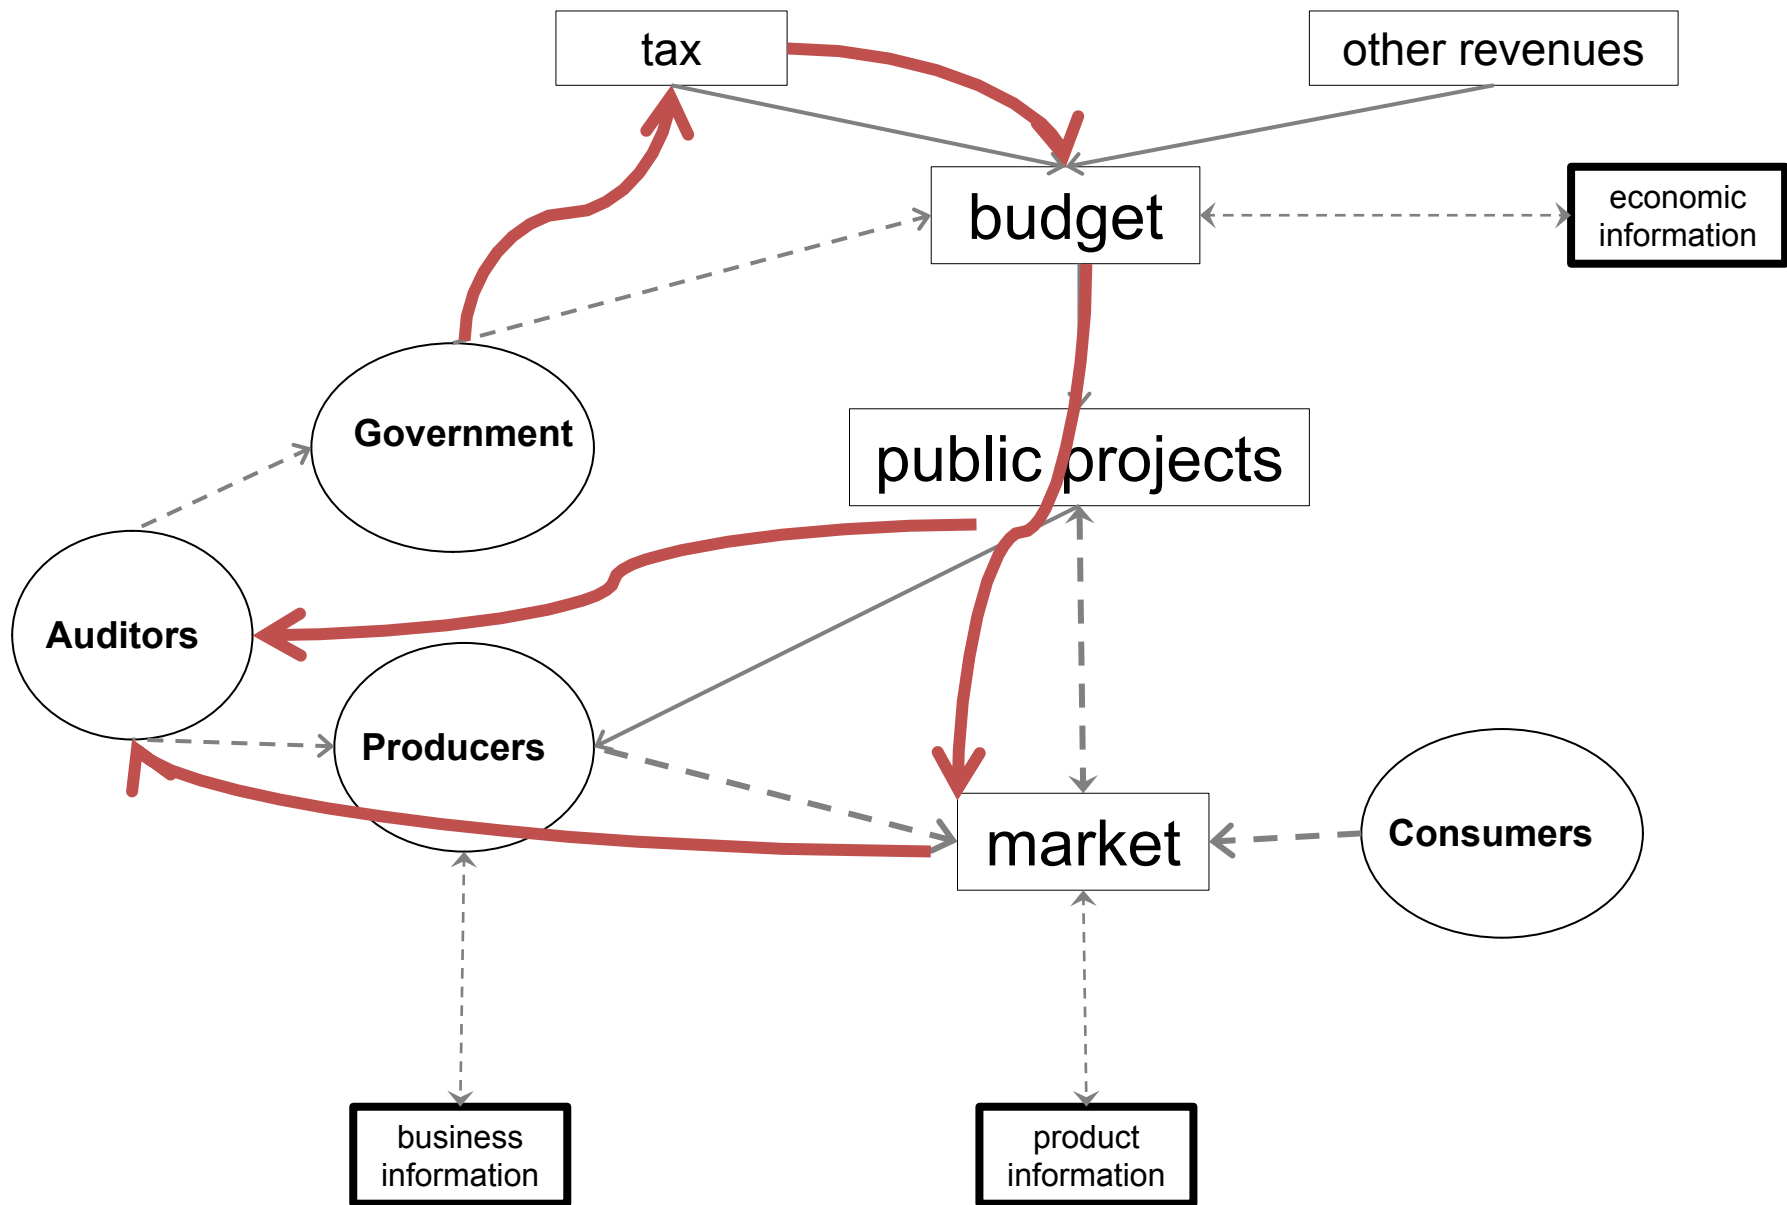 tax
other revenues
budget
economic
information
Government
public projects
Auditors
Producers
market
Consumers
business
information
product
information